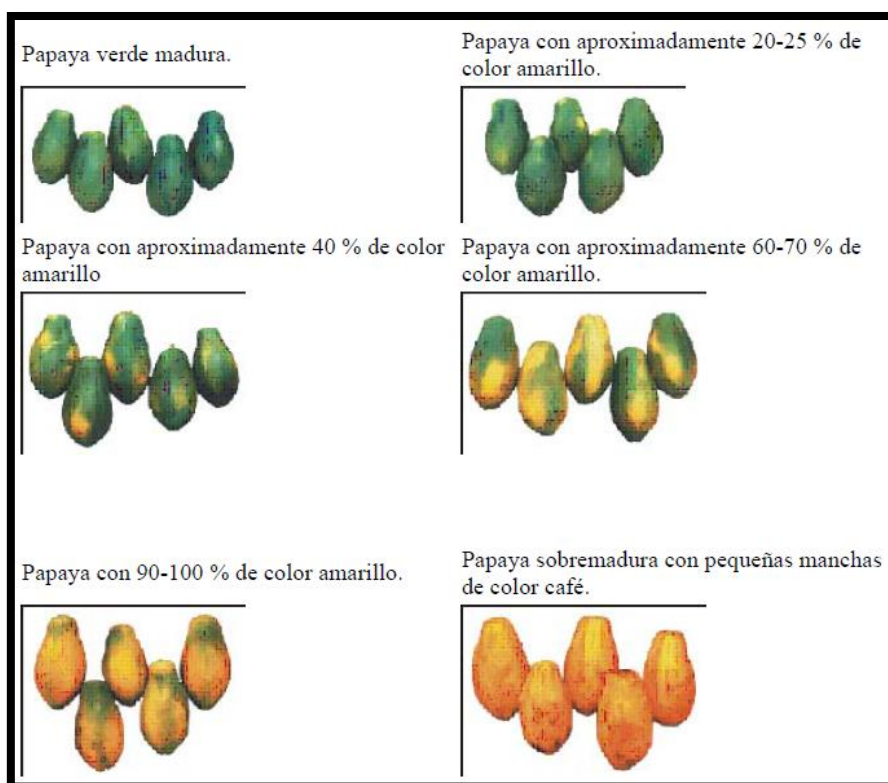 Papaya verde madura.
Papaya con aproximadamente 20-25 % de
color amarillo.
Papaya con aproximadamente 40 % de color
amarillo
Papaya con aproximadamente 60-70 % de
color amarillo.
Papaya con 90-100 % de color amarillo.
Papaya sobremadura con pequeñas manchas
de color café.